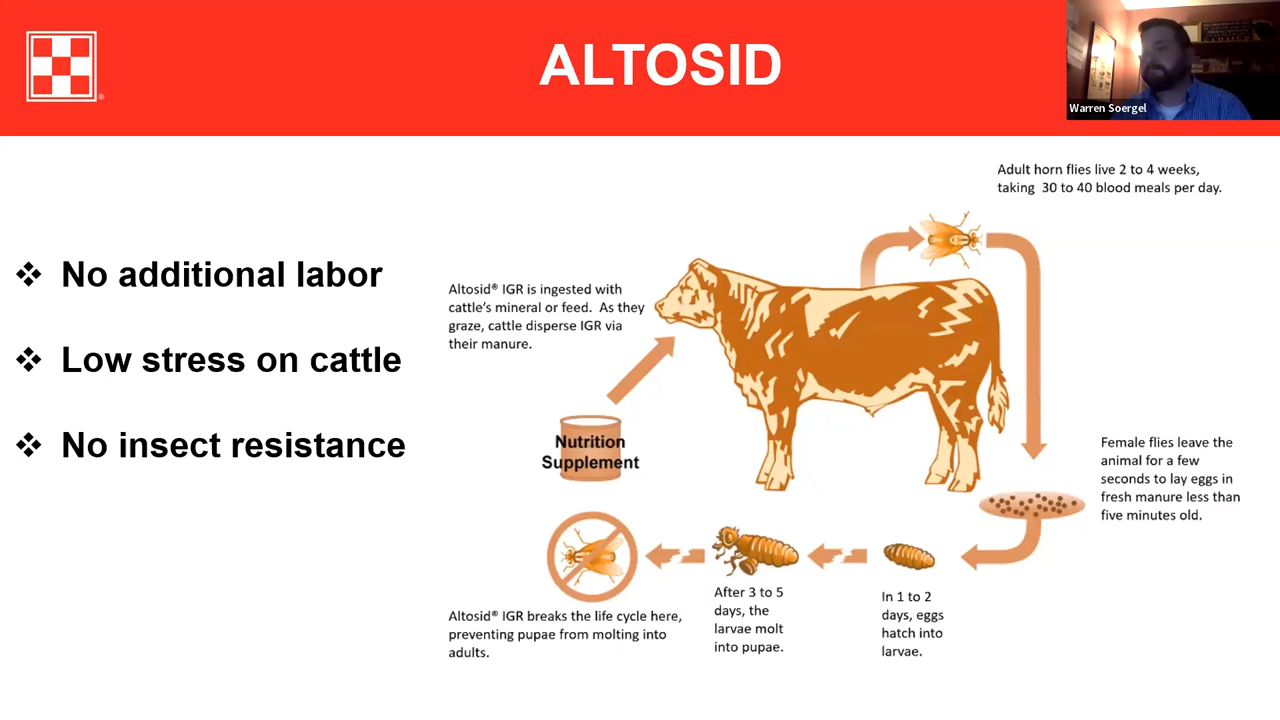 ALTOSID
Warren Soergel
Adult horn flies live 2 to 4 weeks,
taking 30 to 40 blood meals per day.
❖ No additional labor
❖ Low stress on cattle
❖ No insect resistance
Altosid® IGR is ingested with
cattle's mineral or feed. As they
graze, cattle disperse IGR via
their manure.
Nutrition
Supplement
Female flies leave the
animal for a few
seconds to lay eggs in
fresh manure less than
five minutes old.
In 1 to 2
days, eggs
hatch into
larvae.
After 3 to 5
days, the
larvae molt
into pupae.
Altosid® IGR breaks the life cycle here,
preventing pupae from molting into
adults.